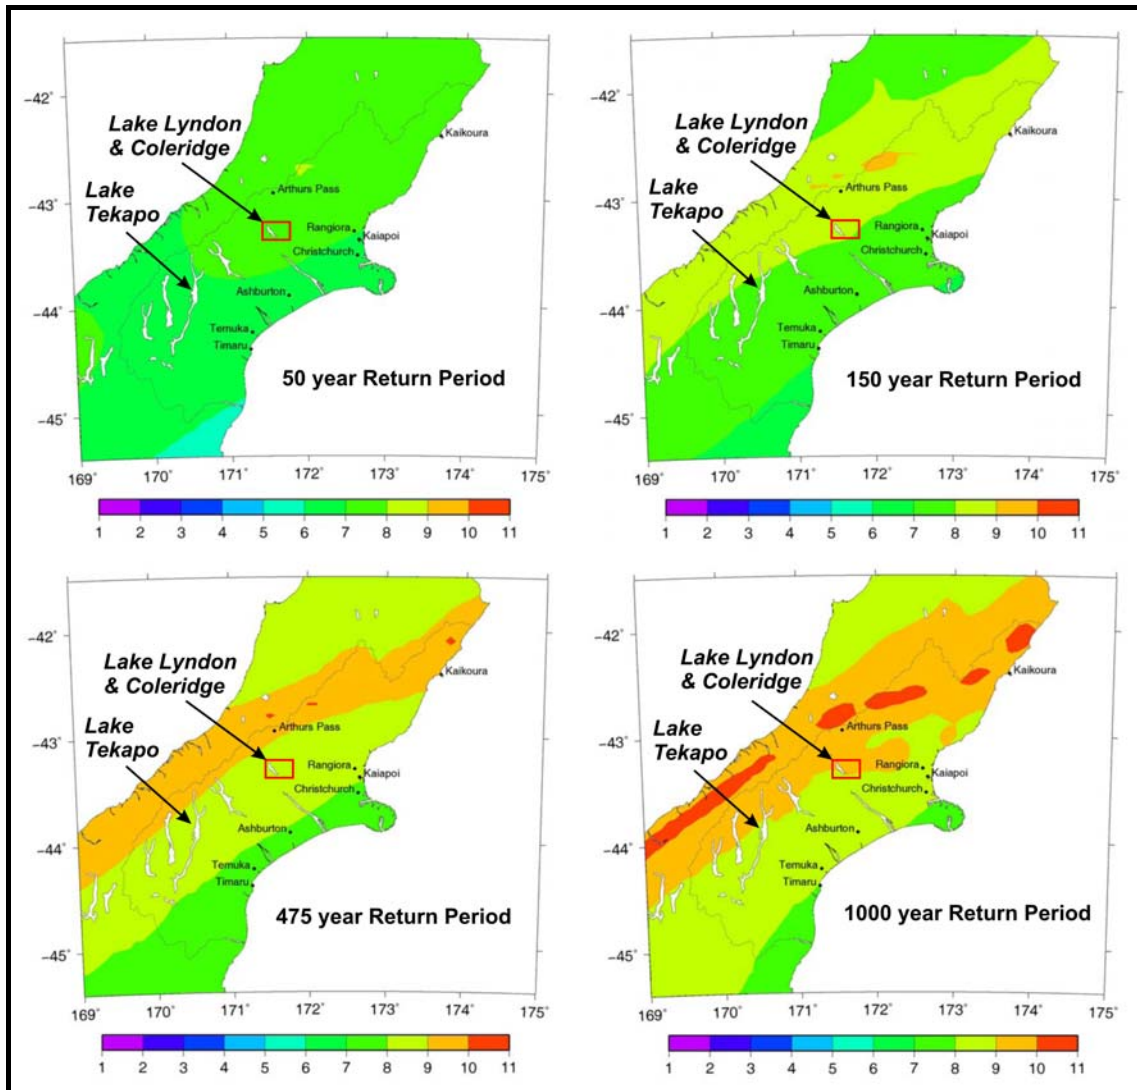 -42˚
-43˚
-44˚
-45˚
169˚
170˚
171˚
172˚
173˚
174˚
175˚
Lake Lyndon
& Coleridge
Lake
Tekapo
Kaikoura
Arthurs Pass
Rangiora
Kaiapoi
Christchurch
Ashburton
Temuka
Timaru
50 year Return Period
1 2 3 4 5 6 7 8 9 10 11
-42˚
-43˚
-44˚
-45˚
169˚
170˚
171˚
172˚
173˚
174˚
175˚
Lake Lyndon
& Coleridge
Lake
Tekapo
Kaikoura
Arthurs Pass
Rangiora
Kaiapoi
Christchurch
Ashburton
Temuka
Timaru
150 year Return Period
1 2 3 4 5 6 7 8 9 10 11
-42˚
-43˚
-44˚
-45˚
169˚
170˚
171˚
172˚
173˚
174˚
175˚
Lake Lyndon
& Coleridge
Lake
Tekapo
Kaikoura
Arthurs Pass
Rangiora
Kaiapoi
Christchurch
Ashburton
Temuka
Timaru
475 year Return Period
1 2 3 4 5 6 7 8 9 10 11
-42˚
-43˚
-44˚
-45˚
169˚
170˚
171˚
172˚
173˚
174˚
175˚
Lake Lyndon
& Coleridge
Lake
Tekapo
Kaikoura
Arthurs Pass
Rangiora
Kaiapoi
Christchurch
Ashburton
Temuka
Timaru
1000 year Return Period
1 2 3 4 5 6 7 8 9 10 11